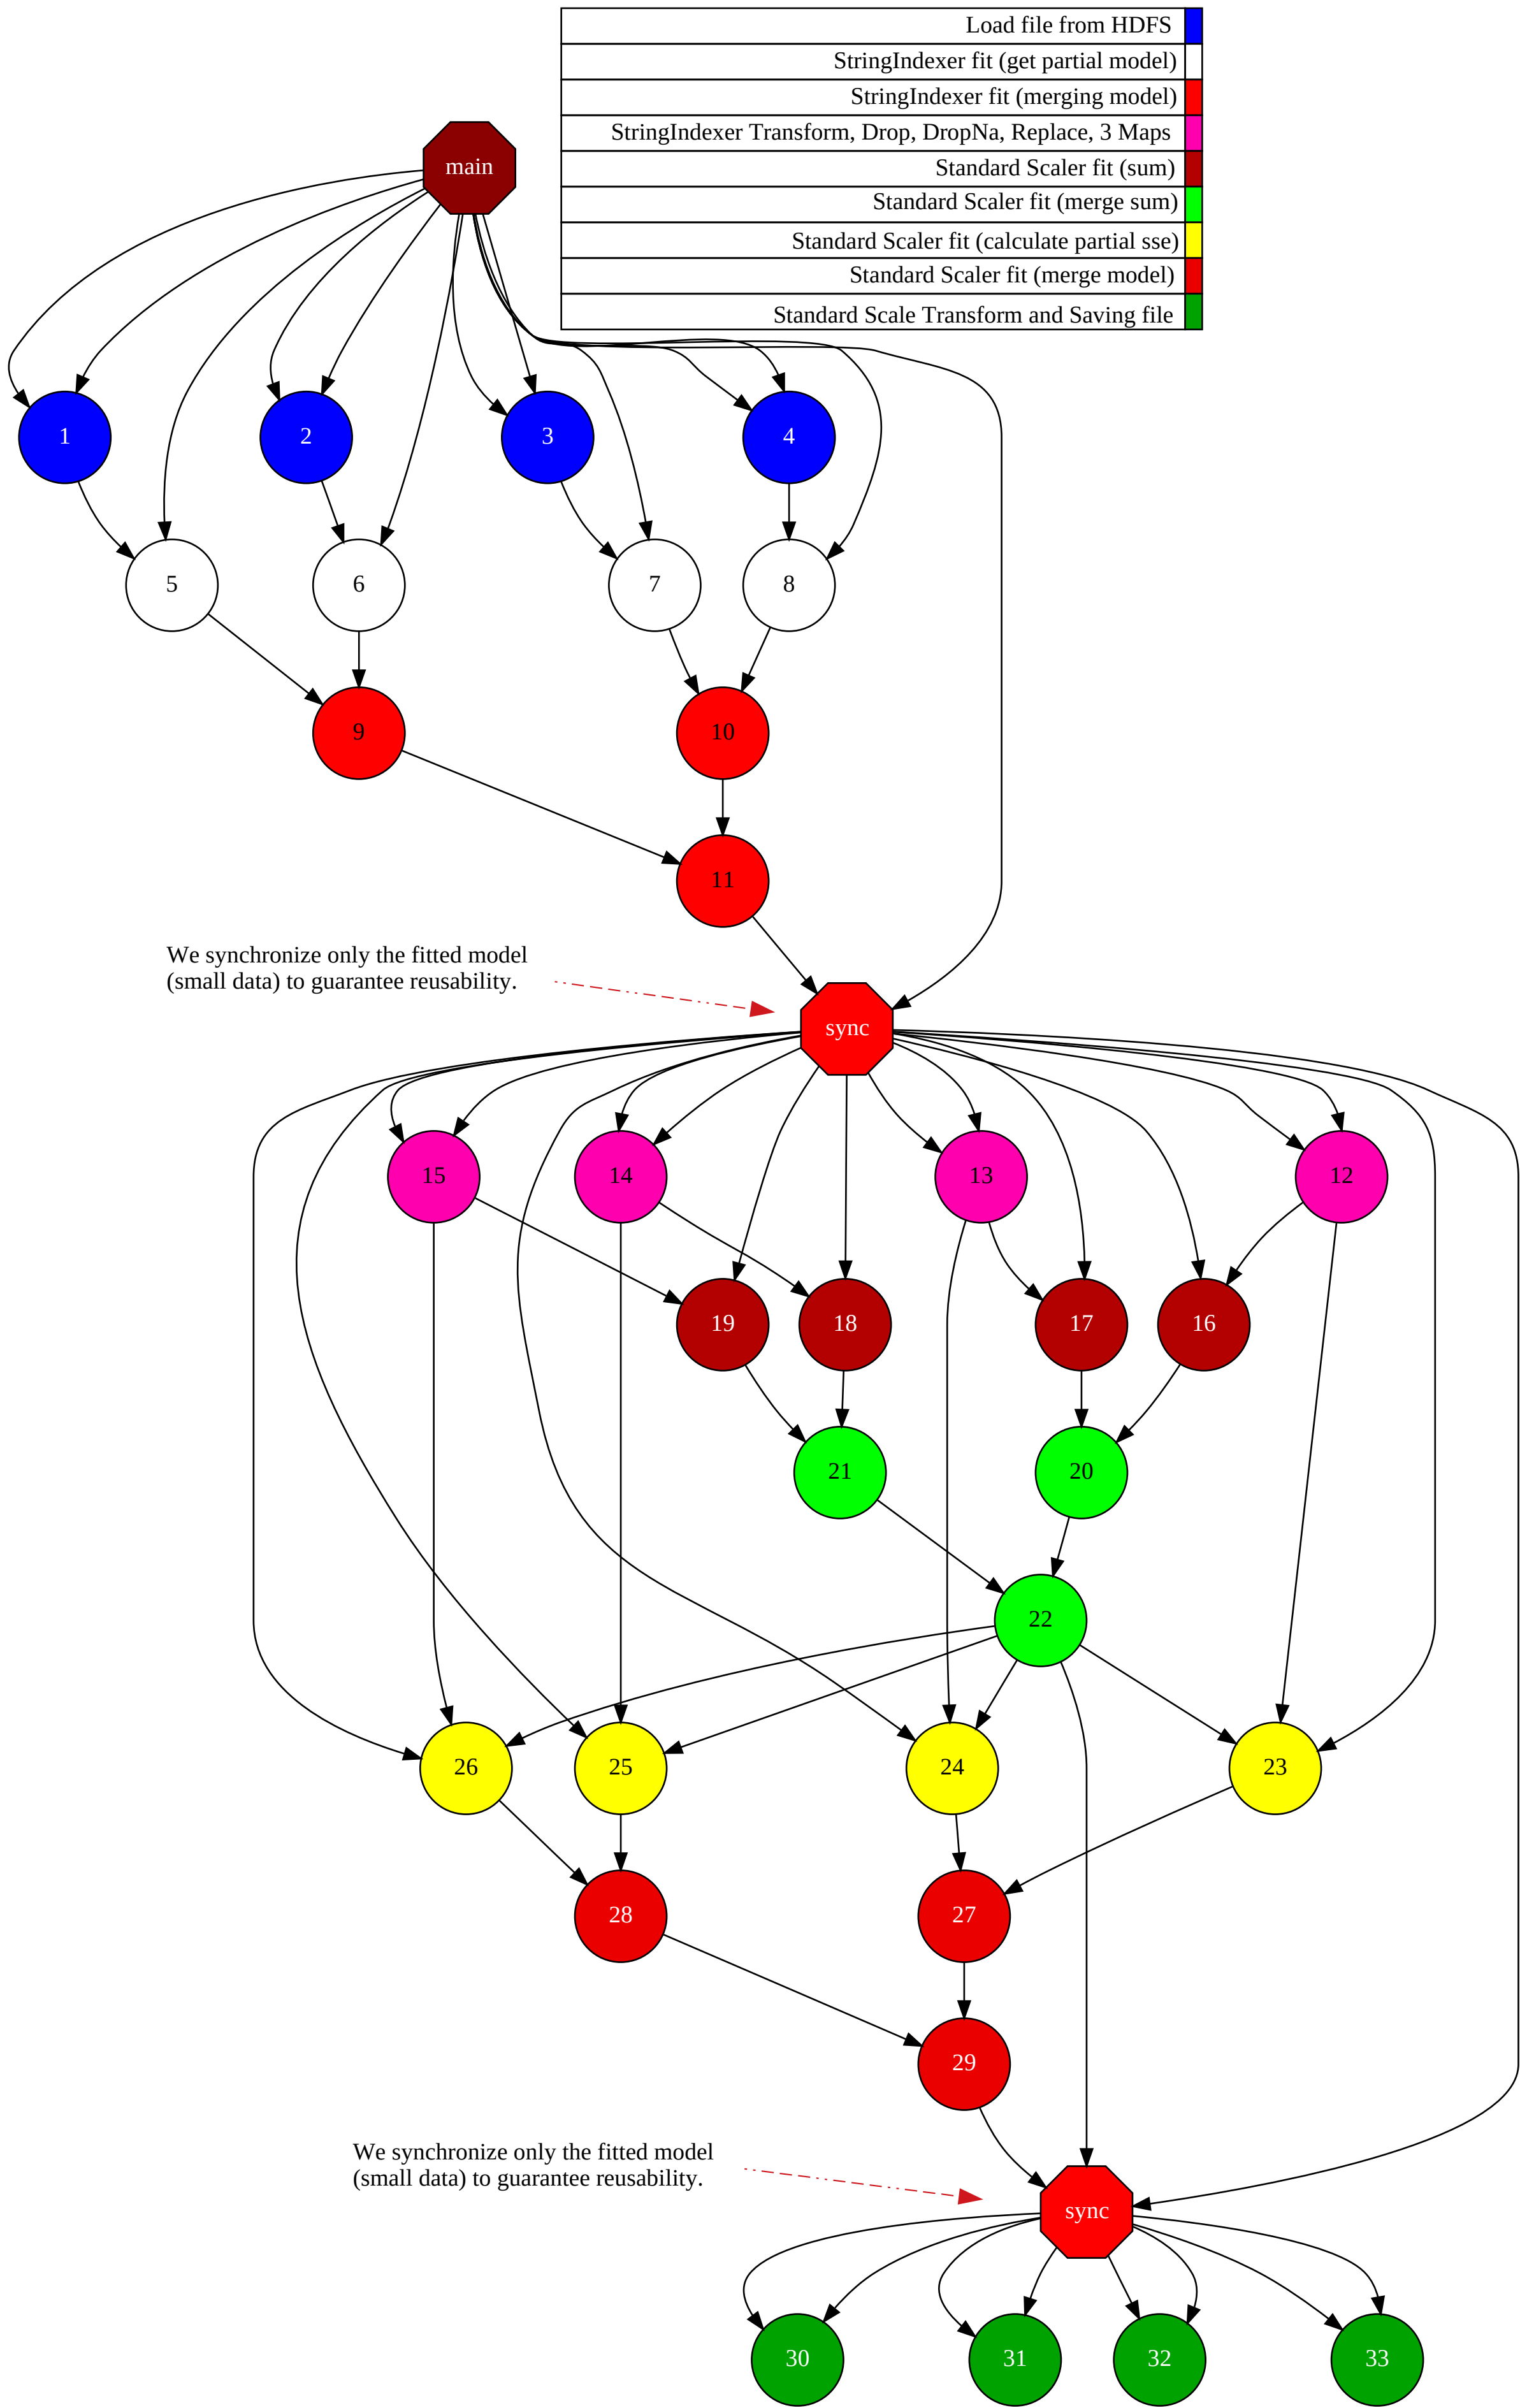 Load file from HDFS
StringIndexer fit (get partial model)
StringIndexer fit (merging model)
StringIndexer Transform, Drop, DropNa, Replace, 3 Maps
Standard Scaler fit (sum)
Standard Scaler fit (merge sum)
Standard Scaler fit (calculate partial sse)
Standard Scaler fit (merge model)
Standard Scale Transform and Saving file
main
1
2
3
4
5
6
7
8
9
10
11
We synchronize only the fitted model
(small data) to guarantee reusability.
sync
15
14
13
12
19
18
17
16
21
20
22
26
25
24
23
28
27
29
We synchronize only the fitted model
(small data) to guarantee reusability.
sync
30
31
32
33